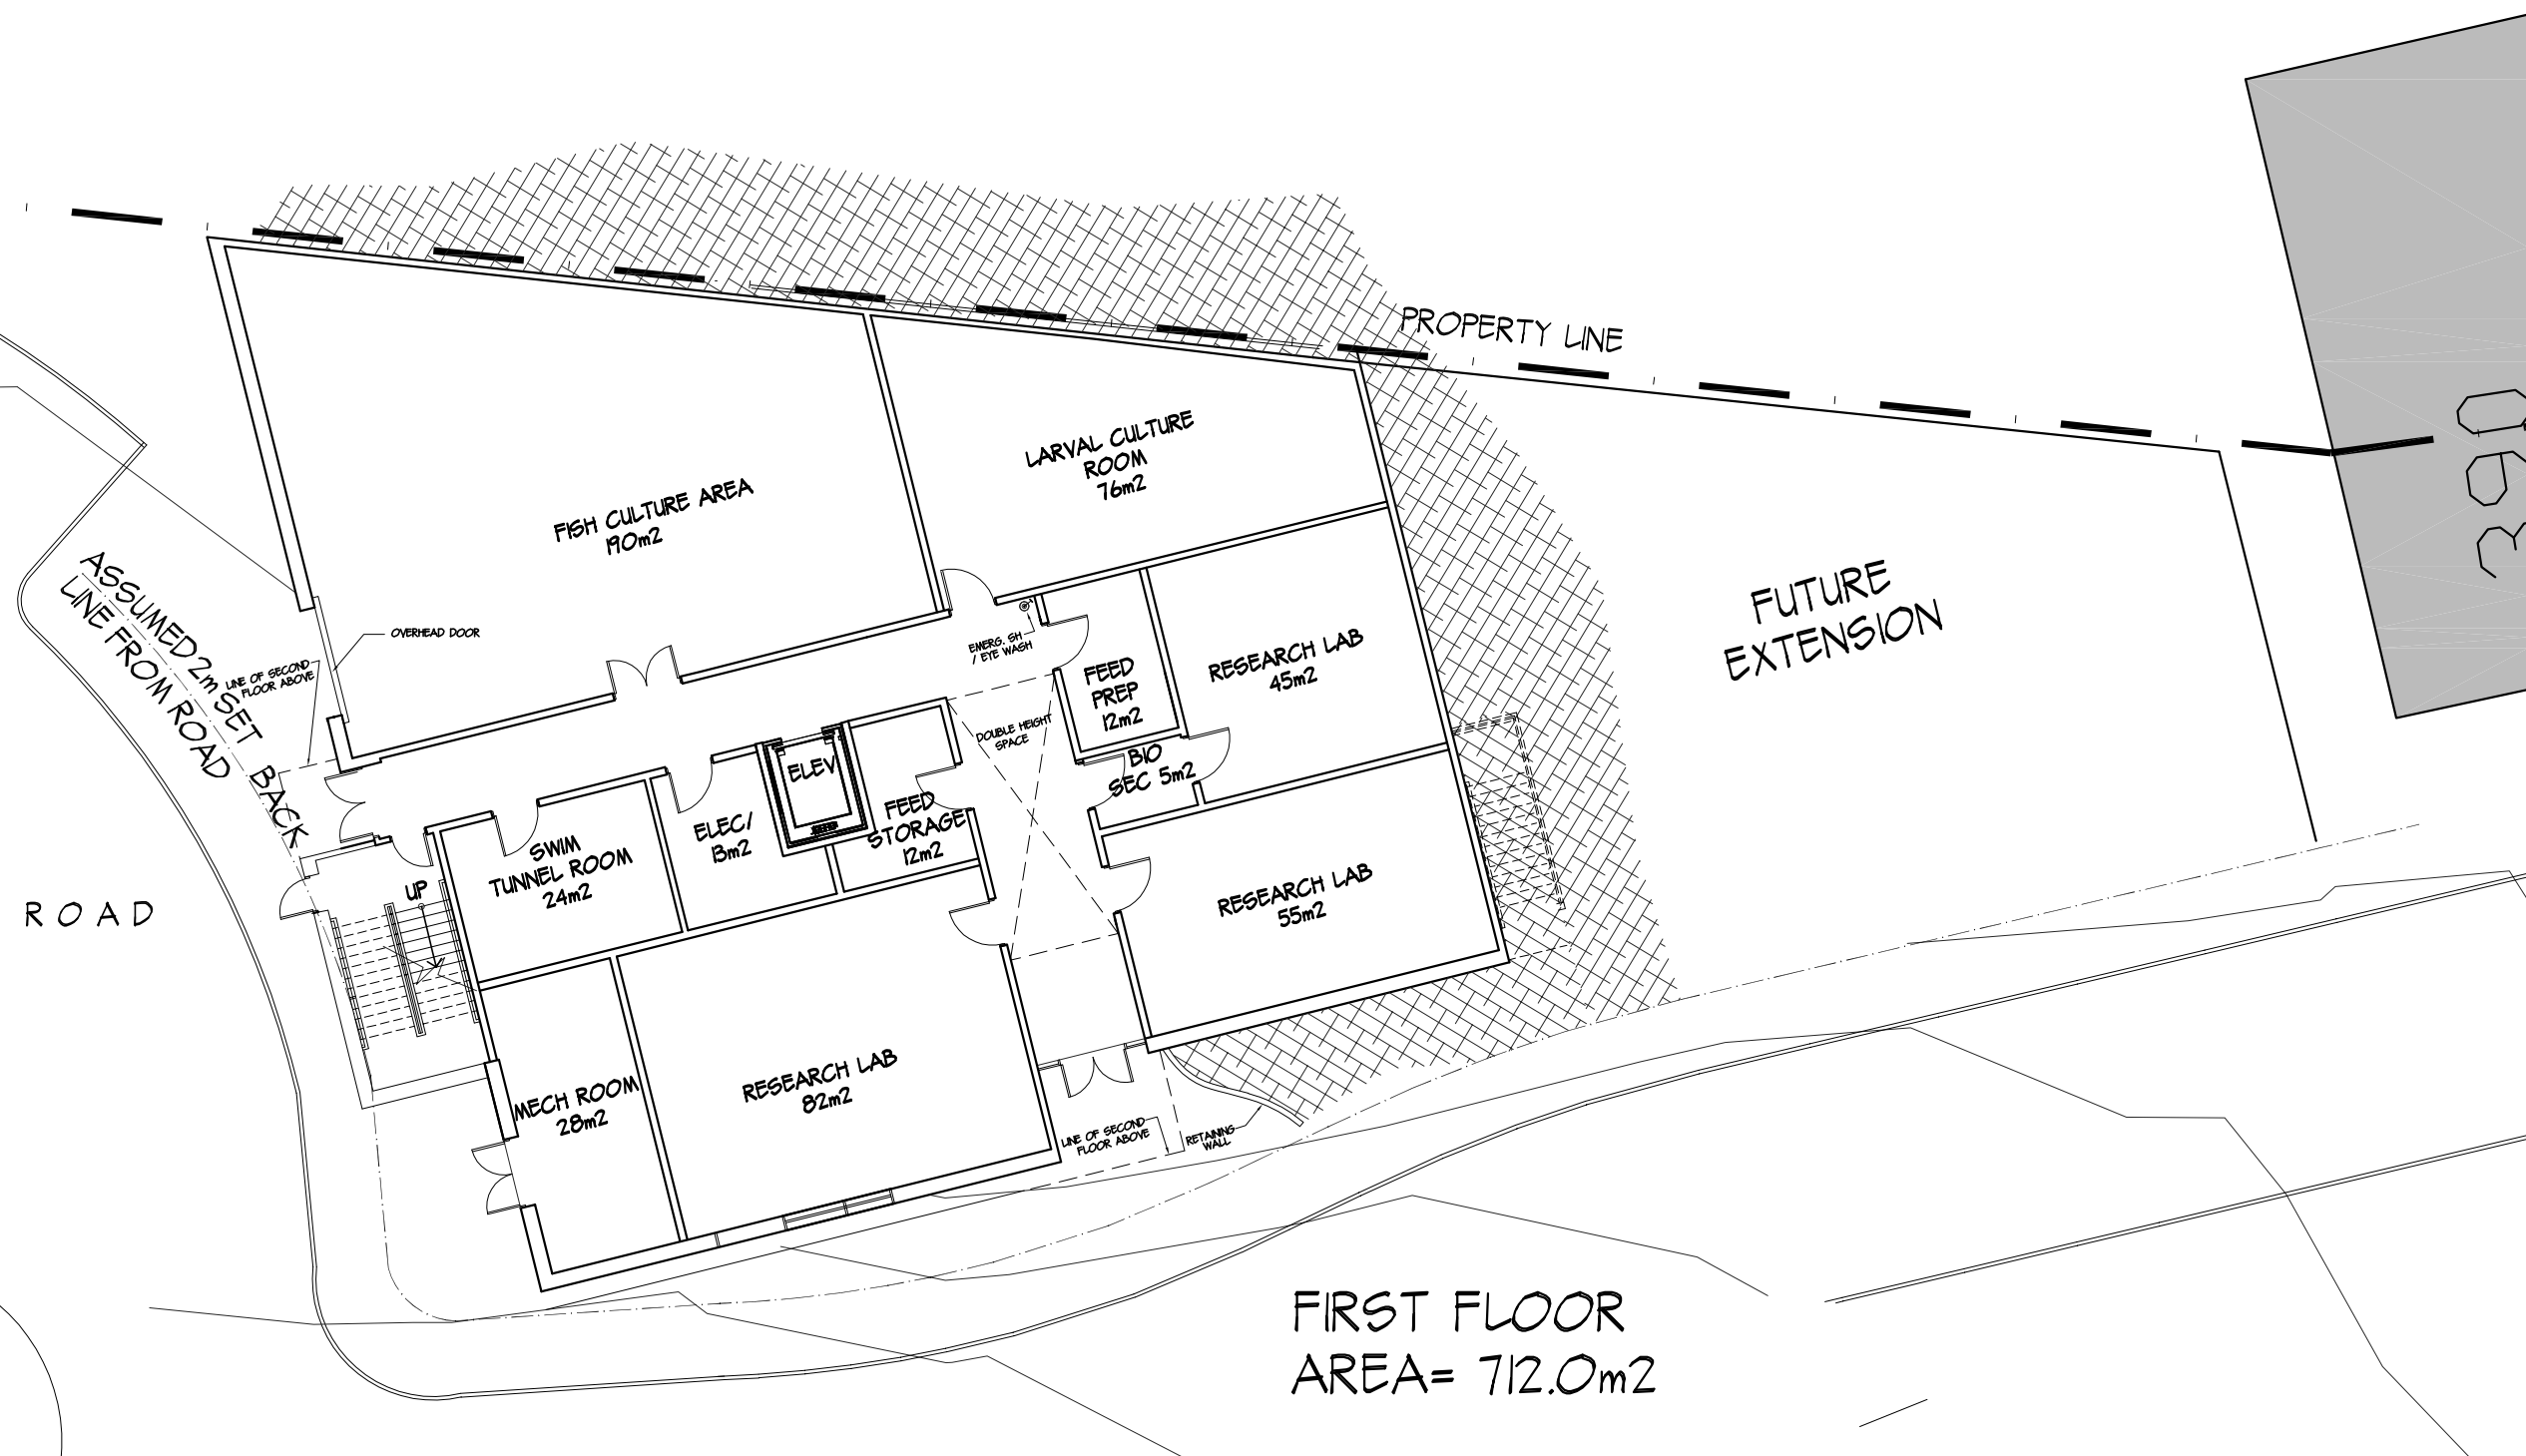 PROPERTY LINE
FISH CULTURE AREA
190m2
LARVAL CULTURE
ROOM
76m2
ASSUMED 2m SET BACK
LINE FROM ROAD
OVERHEAD DOOR
LINE OF SECOND
FLOOR ABOVE
EMERG. SH
/ EYE WASH
FEED
PREP
12m2
RESEARCH LAB
45m2
FUTURE
EXTENSION
DOUBLE HEIGHT
SPACE
BIO
SEC 5m2
ELEV
ELEC/
13m2
FEED
STORAGE
12m2
SWIM
TUNNEL ROOM
24m2
UP
ROAD
RESEARCH LAB
55m2
MECH ROOM
28m2
RESEARCH LAB
82m2
LINE OF SECOND
FLOOR ABOVE
RETAINING
WALL
FIRST FLOOR
AREA= 712.0m2